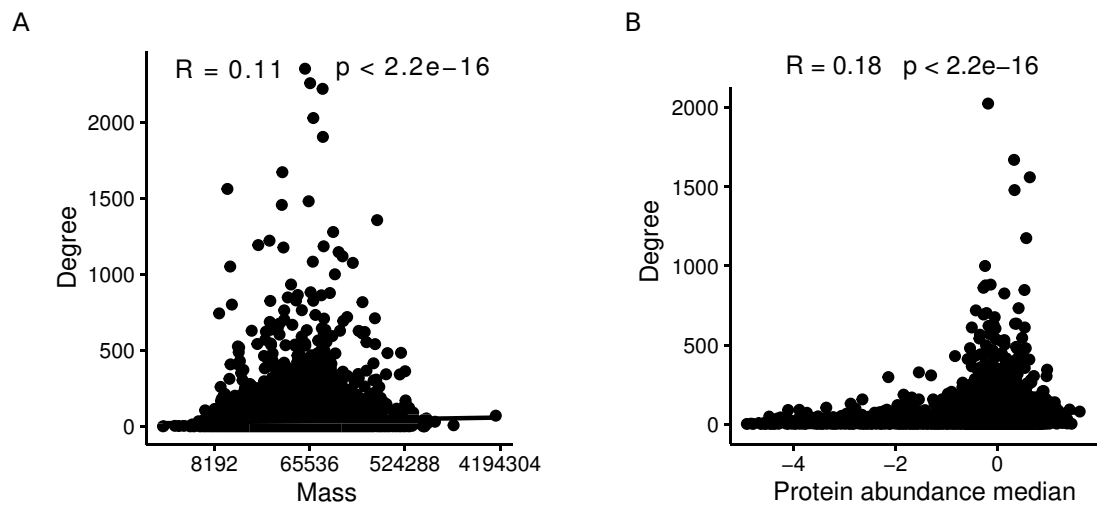 A
R = 0.11 p < 2.2e−16
2000
1500
1000
500
0
Degree
8192 65536 524288 4194304
Mass
B
R = 0.18 p < 2.2e−16
2000
1500
1000
500
0
Degree
−4 −2 0
Protein abundance median